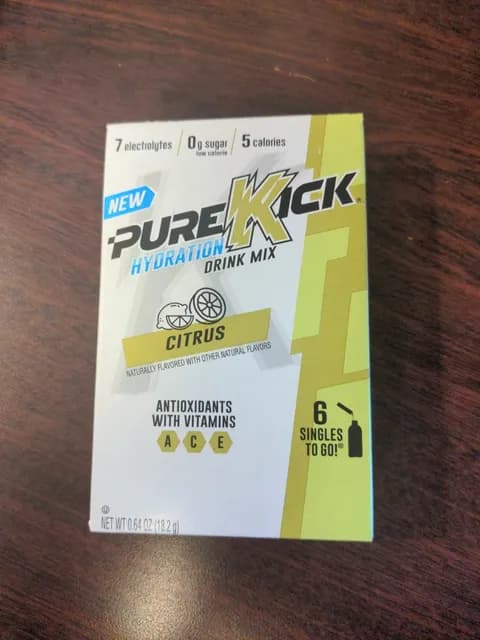 7 electrolytes | 0g sugar | 5 calories
low calorie
NEW
PUREKICK®
HYDRATION
DRINK MIX
CITRUS
NATURALLY FLAVORED WITH OTHER NATURAL FLAVORS
ANTIOXIDANTS
WITH VITAMINS
A C E
6
SINGLES
TO GO!®
U
NET WT 0.64 OZ (18.2 g)